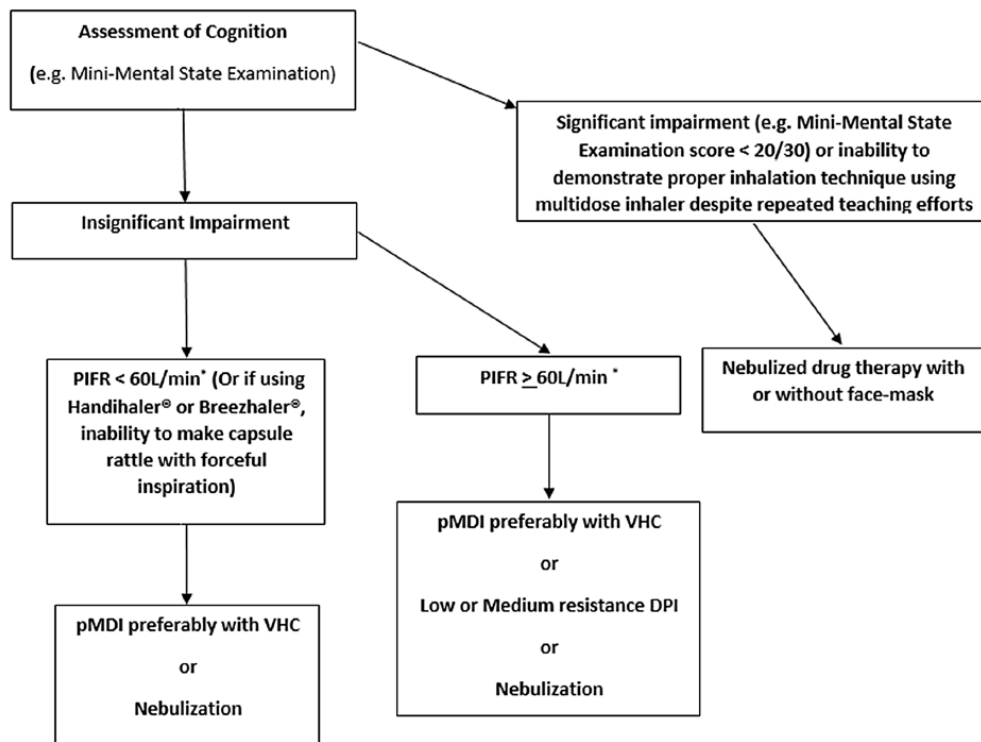 Assessment of Cognition
(e.g. Mini-Mental State Examination)
Significant impairment (e.g. Mini-Mental State
Examination score < 20/30) or inability to
demonstrate proper inhalation technique using
multidose inhaler despite repeated teaching efforts
Insignificant Impairment
PIFR < 60L/min* (Or if using
Handihaler® or Breezhaler®,
inability to make capsule
rattle with forceful
inspiration)
PIFR ≥ 60L/min *
Nebulized drug therapy with
or without face-mask
pMDI preferably with VHC
or
Low or Medium resistance DPI
or
Nebulization
pMDI preferably with VHC
or
Nebulization